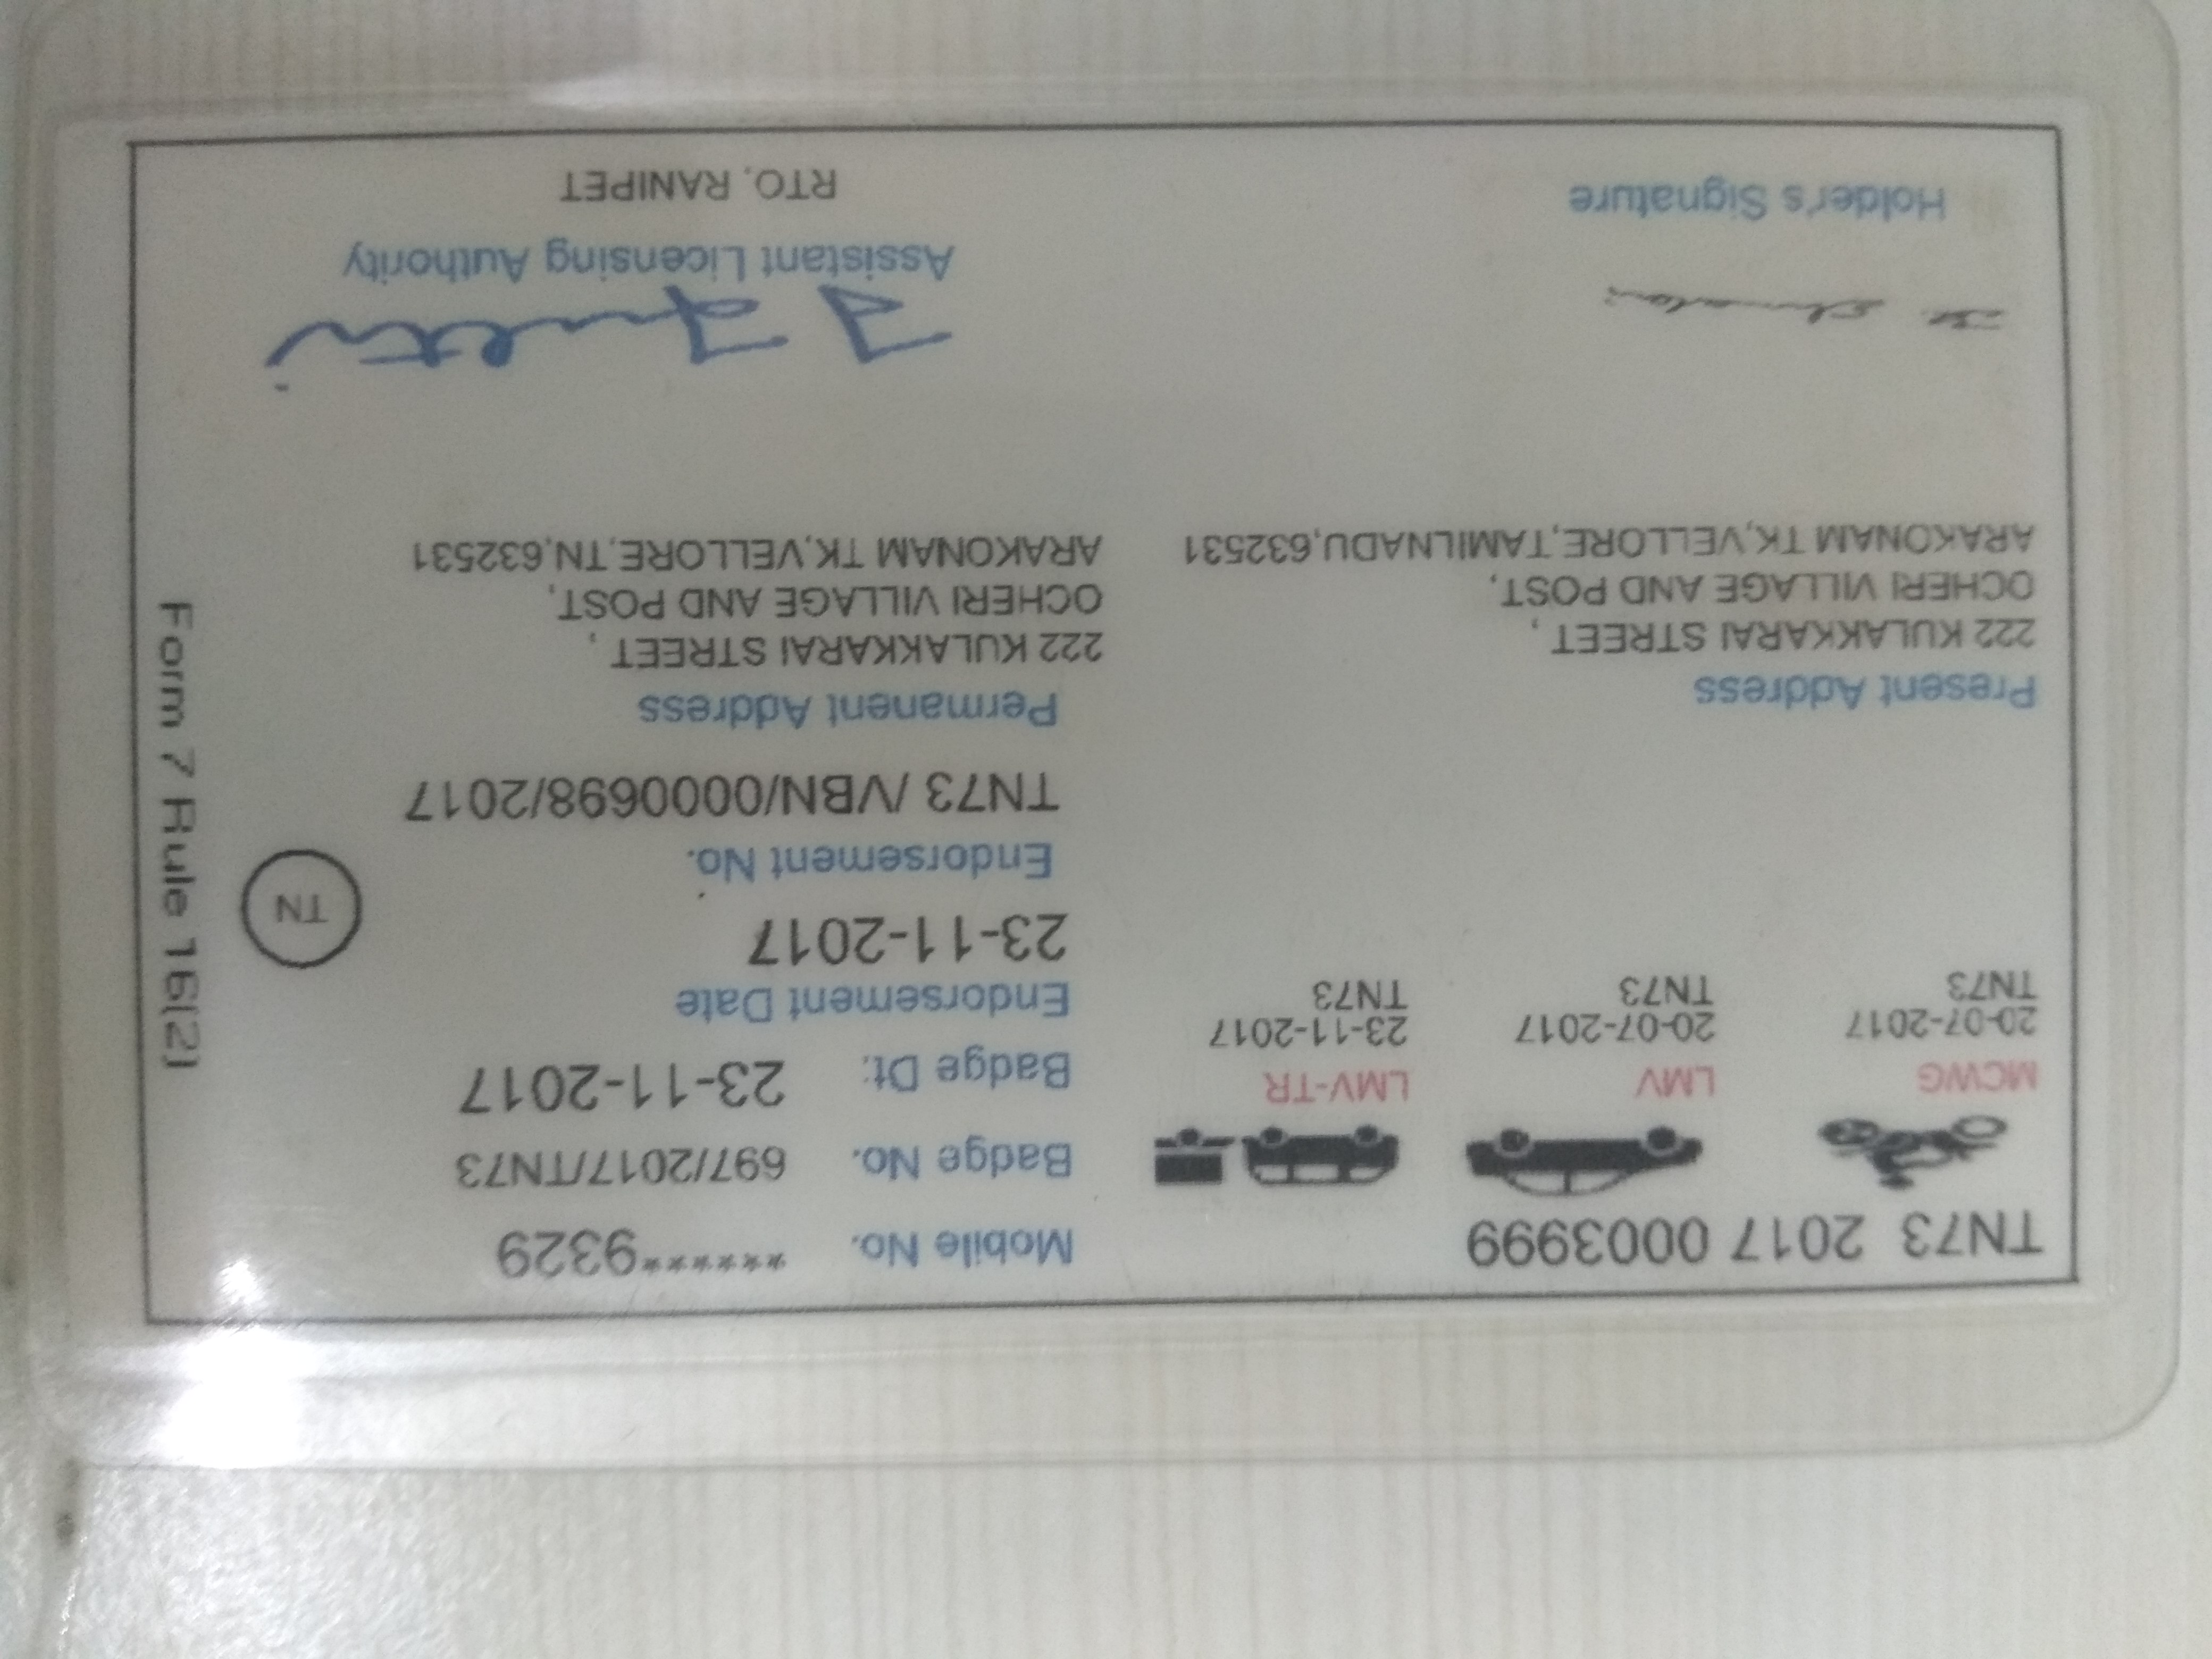 TN73 2017 0003999
MCWG
20-07-2017
TN73
LMV
20-07-2017
TN73
LMV-TR
23-11-2017
TN73
Present Address
222 KULAKKARAI STREET ,
OCHERI VILLAGE AND POST,
ARAKONAM TK,VELLORE,TAMILNADU,632531
Holder's Signature
Mobile No. ******9329
Badge No. 697/2017/TN73
Badge Dt: 23-11-2017
Endorsement Date
23-11-2017
Endorsement No.
TN73 /VBN/0000698/2017
TN
Permanent Address
222 KULAKKARAI STREET ,
OCHERI VILLAGE AND POST,
ARAKONAM TK,VELLORE,TN,632531
Assistant Licensing Authority
RTO, RANIPET
Form 7 Rule 16(2)